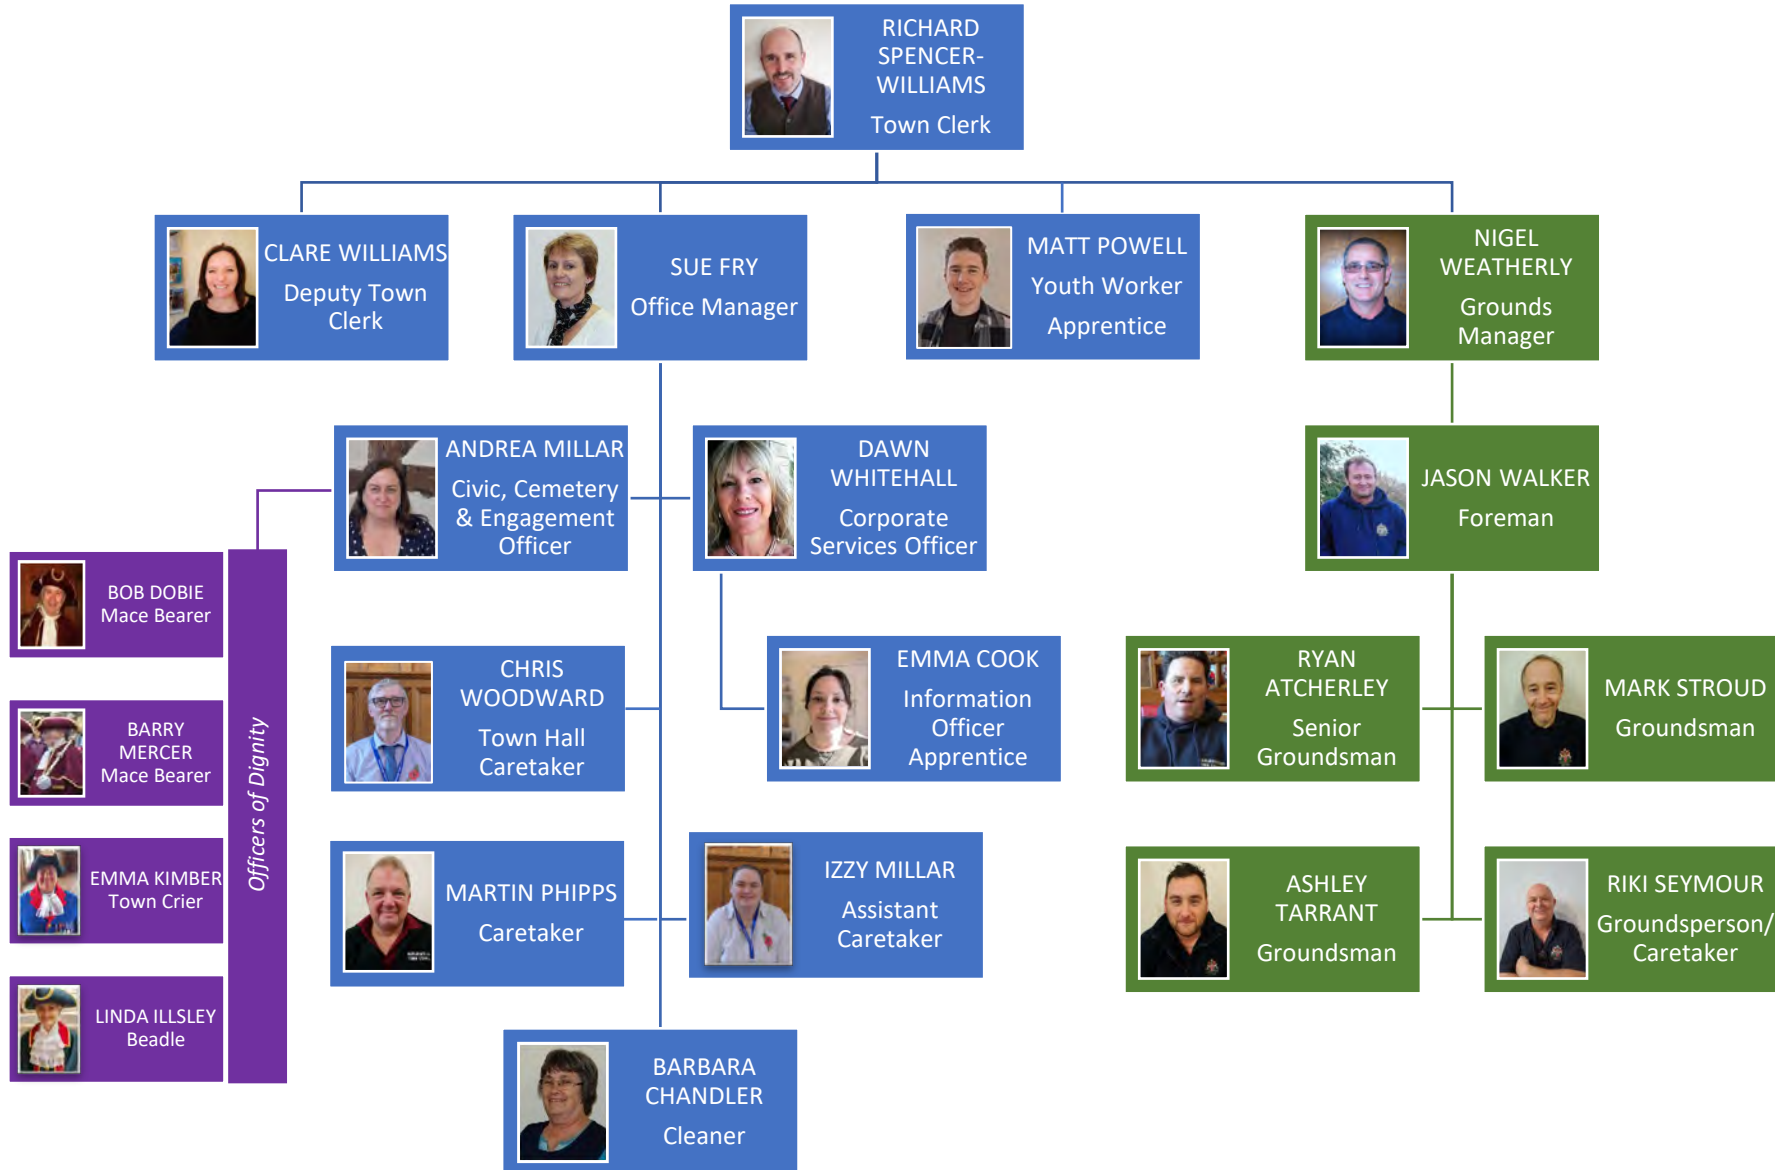 RICHARD
SPENCER-
WILLIAMS
Town Clerk
CLARE WILLIAMS
Deputy Town
Clerk
SUE FRY
Office Manager
MATT POWELL
Youth Worker
Apprentice
NIGEL
WEATHERLY
Grounds
Manager
ANDREA MILLAR
Civic, Cemetery
& Engagement
Officer
DAWN
WHITEHALL
Corporate
Services Officer
JASON WALKER
Foreman
Officers of Dignity
BOB DOBIE
Mace Bearer
BARRY
MERCER
Mace Bearer
EMMA KIMBER
Town Crier
LINDA ILLSLEY
Beadle
CHRIS
WOODWARD
Town Hall
Caretaker
EMMA COOK
Information
Officer
Apprentice
RYAN
ATCHERLEY
Senior
Groundsman
MARK STROUD
Groundsman
MARTIN PHIPPS
Caretaker
IZZY MILLAR
Assistant
Caretaker
ASHLEY
TARRANT
Groundsman
RIKI SEYMOUR
Groundsperson/
Caretaker
BARBARA
CHANDLER
Cleaner